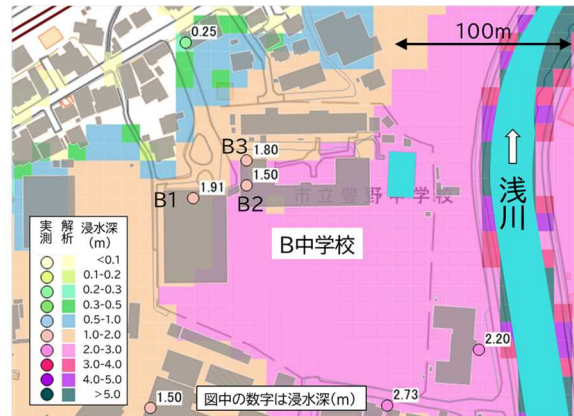 0.25
100m
B3
1.80
1.50
B2
B1
1.91
市立豊野中学校
浅川
B中学校
実測
解析
浸水深
(m)
<0.1
0.1-0.2
0.2-0.3
0.3-0.5
0.5-1.0
1.0-2.0
2.0-3.0
3.0-4.0
4.0-5.0
>5.0
2.20
1.50
図中の数字は浸水深(m)
2.73